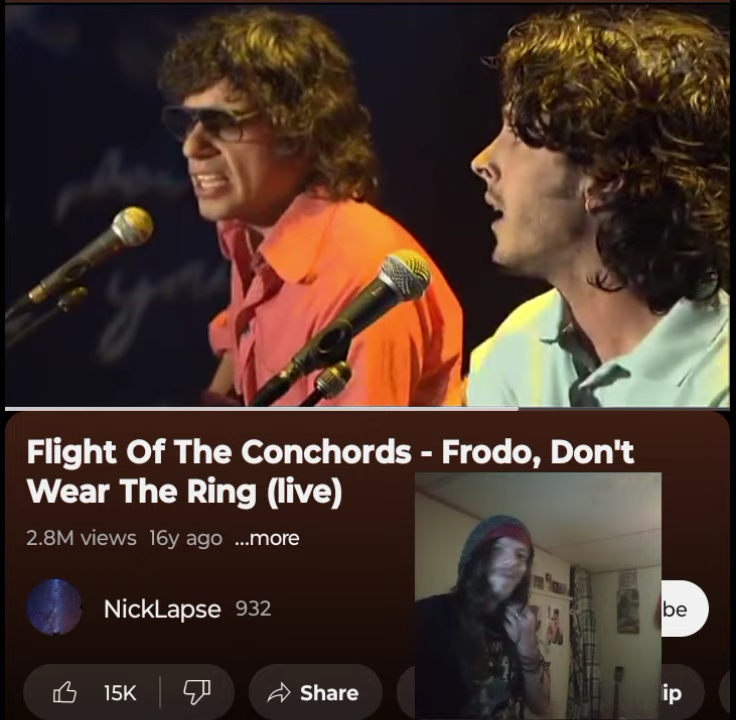 Flight Of The Conchords - Frodo, Don't
Wear The Ring (live)
2.8M views 16y ago ...more
NickLapse 932
be
15K Share ip